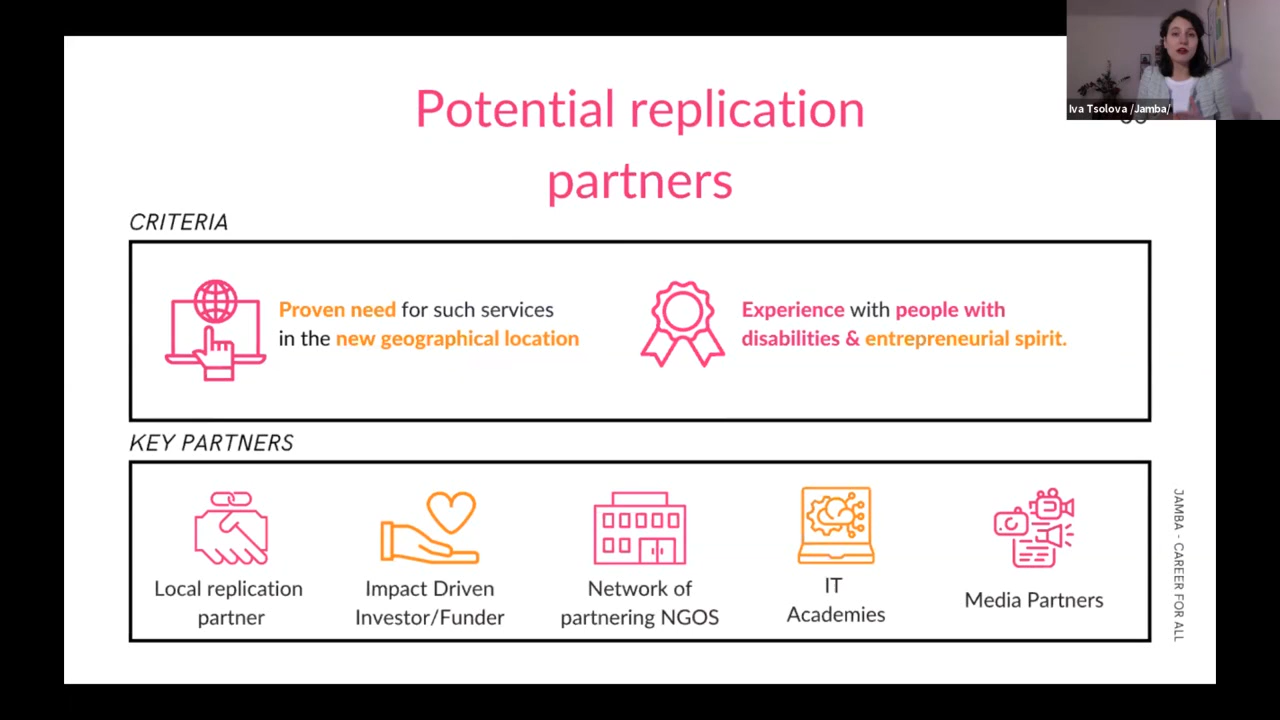 Potential replication
partners
Iva Tsolova /Jamba/
CRITERIA
Proven need for such services
in the new geographical location
Experience with people with
disabilities & entrepreneurial spirit.
KEY PARTNERS
Local replication
partner
Impact Driven
Investor/Funder
Network of
partnering NGOS
IT
Academies
Media Partners
JAMBA - CAREER FOR ALL